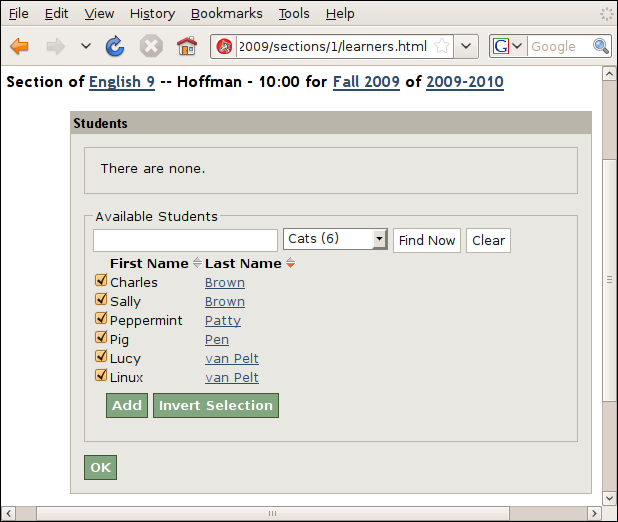 File Edit View History Bookmarks Tools Help
2009/sections/1/learners.html Google
Section of English 9 -- Hoffman - 10:00 for Fall 2009 of 2009-2010
Students
There are none.
Available Students
Cats (6) Find Now Clear
First Name Last Name
Charles Brown
Sally Brown
Peppermint Patty
Pig Pen
Lucy van Pelt
Linux van Pelt
Add Invert Selection
OK